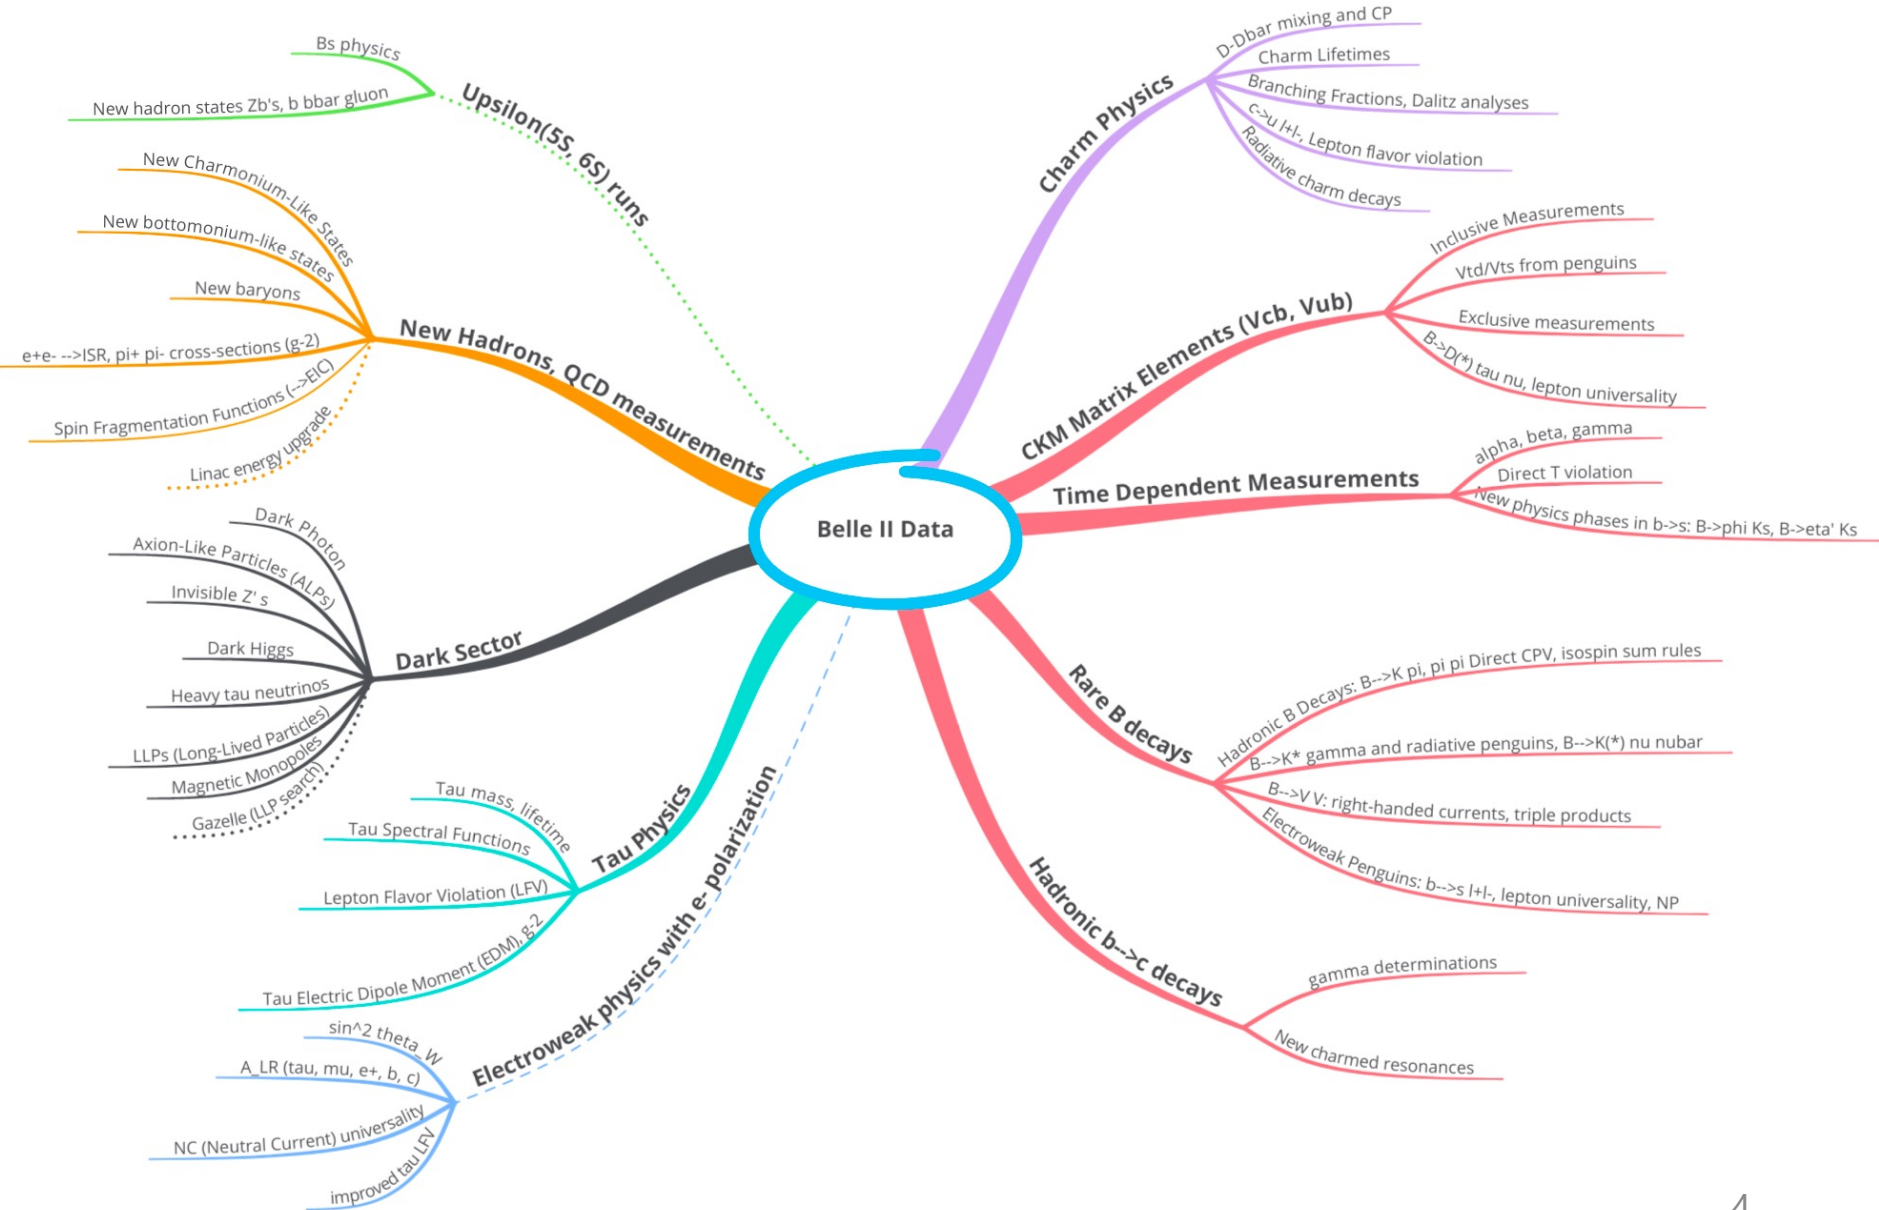 Belle II Data
Charm Physics
D-Dbar mixing and CP
Charm Lifetimes
Branching Fractions, Dalitz analyses
c->u l+l-, Lepton flavor violation
Radiative charm decays
CKM Matrix Elements (Vcb, Vub)
Inclusive Measurements
Vtd/Vts from penguins
Exclusive measurements
B->D(*) tau nu, lepton universality
Time Dependent Measurements
alpha, beta, gamma
Direct T violation
New physics phases in b->s: B->phi Ks, B->eta' Ks
Rare B decays
Hadronic B Decays: B-->K pi, pi pi Direct CPV, isospin sum rules
B-->K* gamma and radiative penguins, B-->K(*) nu nubar
B-->V V: right-handed currents, triple products
Electroweak Penguins: b-->s l+l-, lepton universality, NP
Hadronic b-->c decays
gamma determinations
New charmed resonances
Upsilon(5S, 6S) runs
Bs physics
New hadron states Zb's, b bbar gluon
New Hadrons, QCD measurements
New Charmonium-Like States
New bottomonium-like states
New baryons
e+e- -->ISR, pi+ pi- cross-sections (g-2)
Spin Fragmentation Functions (-->EIC)
Linac energy upgrade
Dark Sector
Dark Photon
Axion-Like Particles (ALPs)
Invisible Z' s
Dark Higgs
Heavy tau neutrinos
LLPs (Long-Lived Particles)
Magnetic Monopoles
Gazelle (LLP search)
Tau Physics
Tau mass, lifetime
Tau Spectral Functions
Lepton Flavor Violation (LFV)
Tau Electric Dipole Moment (EDM), g-2
Electroweak physics with e- polarization
sin^2 theta_W
A_LR (tau, mu, e+, b, c)
NC (Neutral Current) universality
improved tau LFV
4